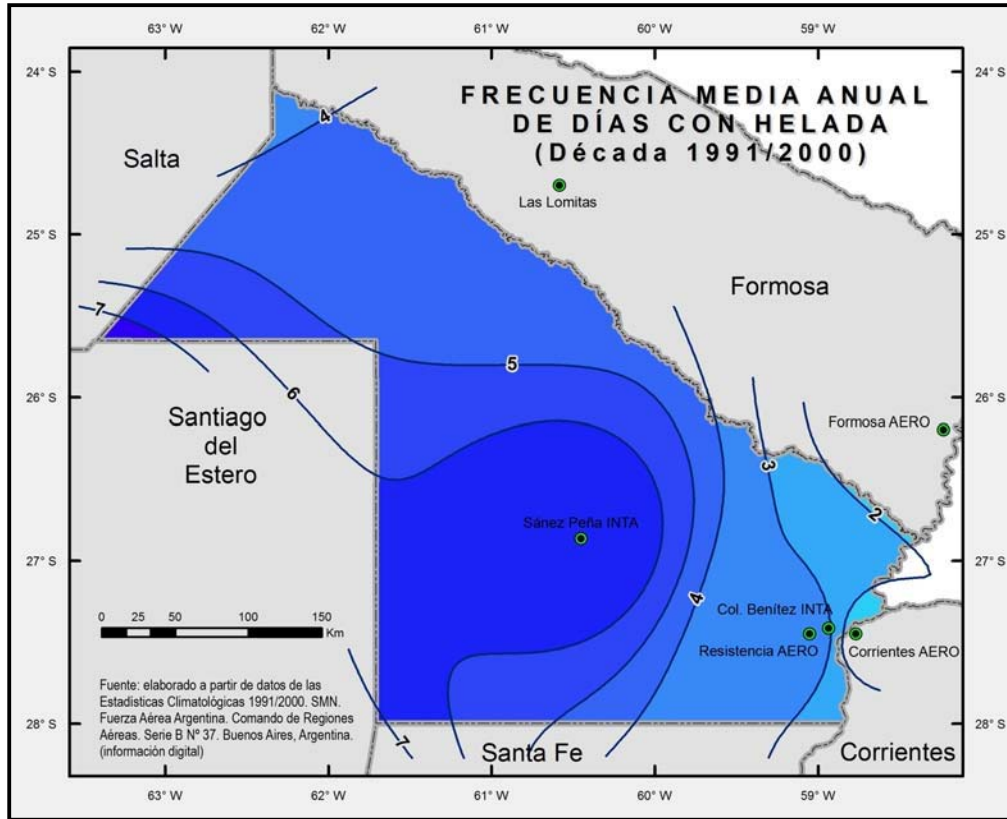 63° W
62° W
61° W
60° W
59° W
24° S
24° S
FRECUENCIA MEDIA ANUAL
DE DÍAS CON HELADA
(Década 1991/2000)
4
Salta
Las Lomitas
25° S
25° S
Formosa
7
5
6
26° S
26° S
Santiago
del
Estero
Formosa AERO
3
2
Sánez Peña INTA
27° S
27° S
4
0 25 50 100 150
Km
Col. Benítez INTA
Resistencia AERO
Corrientes AERO
Fuente: elaborado a partir de datos de las
Estadísticas Climatológicas 1991/2000. SMN.
Fuerza Aérea Argentina. Comando de Regiones
Aéreas. Serie B Nº 37. Buenos Aires, Argentina.
(información digital)
7
28° S
28° S
Santa Fe
Corrientes
63° W
62° W
61° W
60° W
59° W